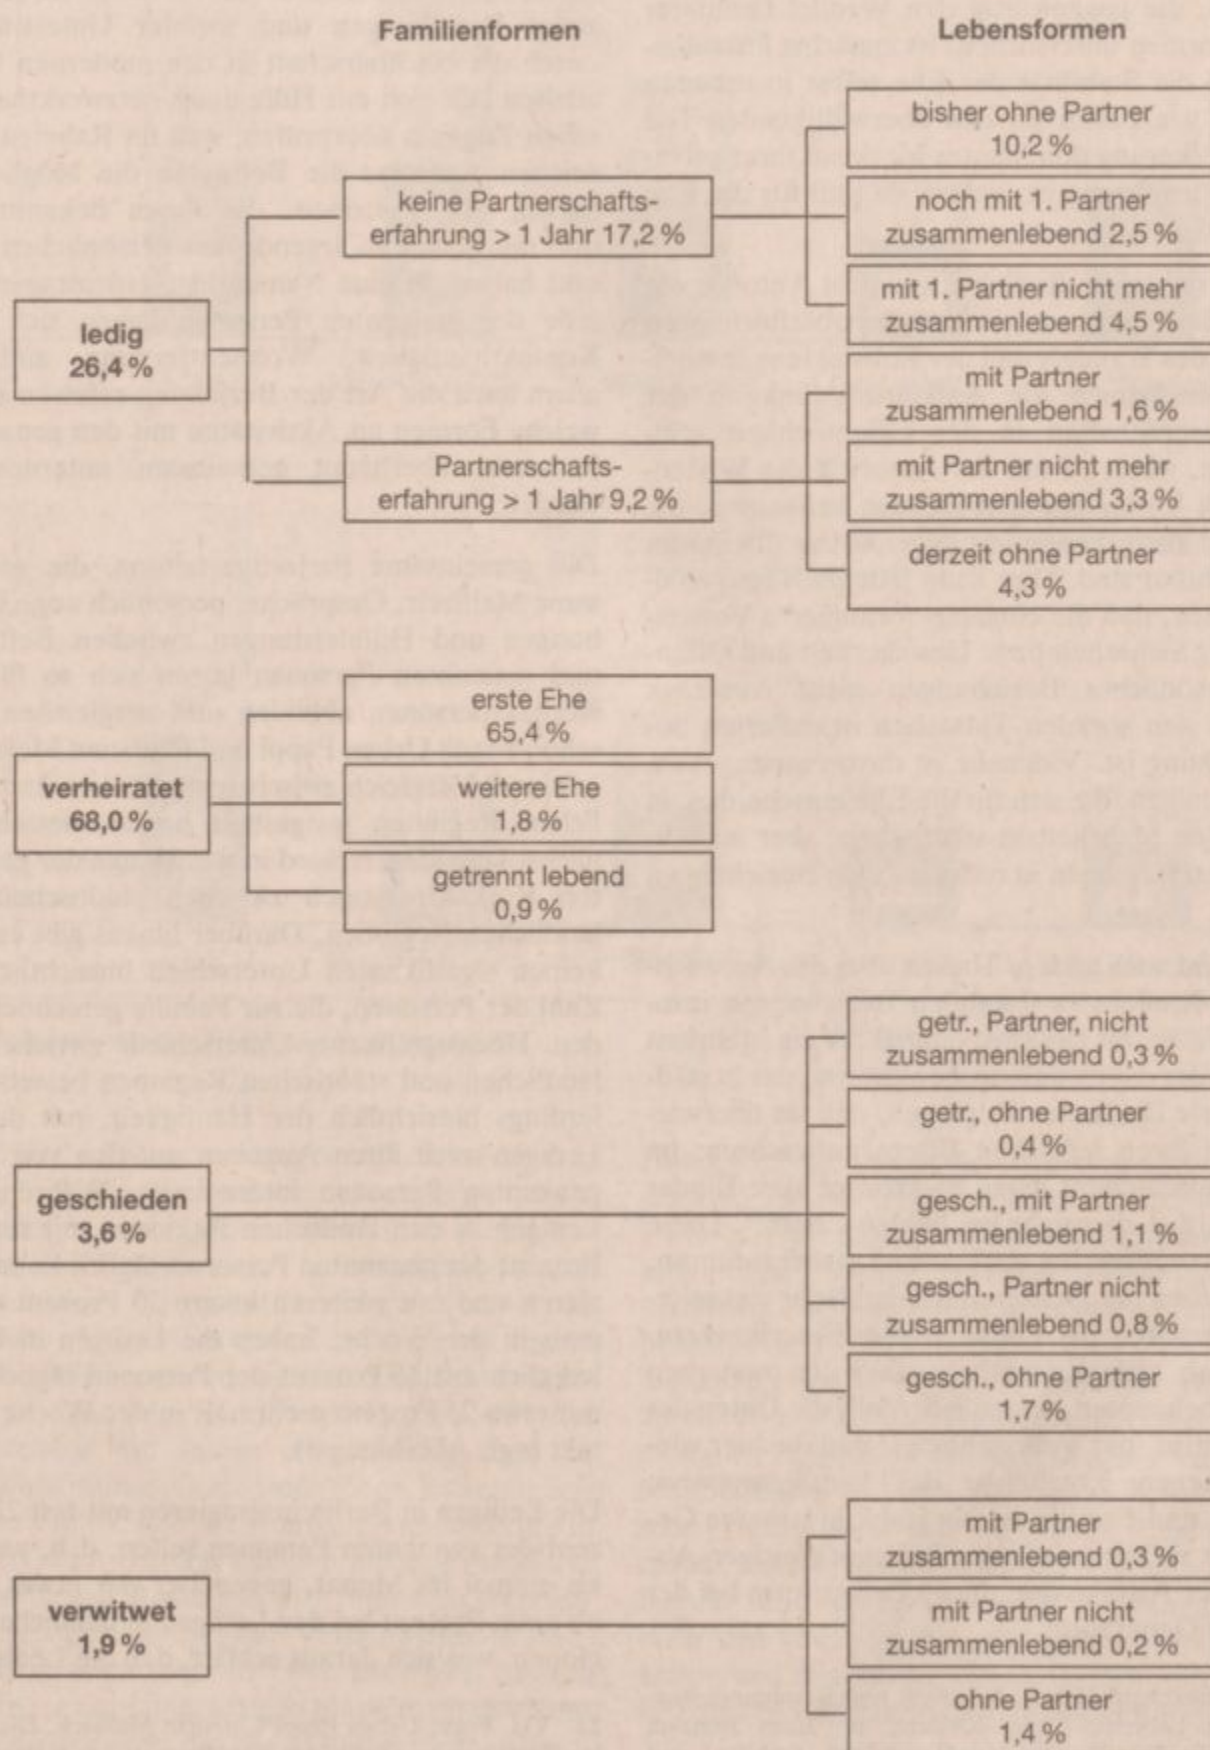 Familienformen
Lebensformen
bisher ohne Partner
10,2 %
keine Partnerschafts-
erfahrung > 1 Jahr 17,2 %
noch mit 1. Partner
zusammenlebend 2,5 %
mit 1. Partner nicht mehr
zusammenlebend 4,5 %
ledig
26,4 %
mit Partner
zusammenlebend 1,6 %
Partnerschafts-
erfahrung > 1 Jahr 9,2 %
mit Partner nicht mehr
zusammenlebend 3,3 %
derzeit ohne Partner
4,3 %
erste Ehe
65,4 %
verheiratet
68,0 %
weitere Ehe
1,8 %
getrennt lebend
0,9 %
getr., Partner, nicht
zusammenlebend 0,3 %
getr., ohne Partner
0,4 %
geschieden
3,6 %
gesch., mit Partner
zusammenlebend 1,1 %
gesch., Partner nicht
zusammenlebend 0,8 %
gesch., ohne Partner
1,7 %
mit Partner
zusammenlebend 0,3 %
verwitwet
1,9 %
mit Partner nicht
zusammenlebend 0,2 %
ohne Partner
1,4 %